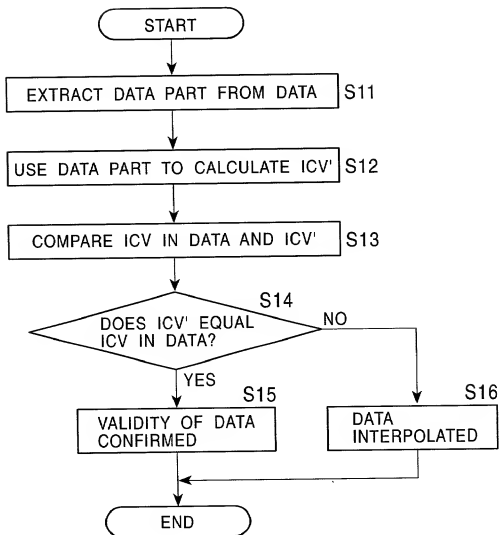 START
EXTRACT DATA PART FROM DATA S11
USE DATA PART TO CALCULATE ICV' S12
COMPARE ICV IN DATA AND ICV' S13
S14
DOES ICV' EQUAL
ICV IN DATA?
NO
YES
S15
VALIDITY OF DATA
CONFIRMED
S16
DATA
INTERPOLATED
END